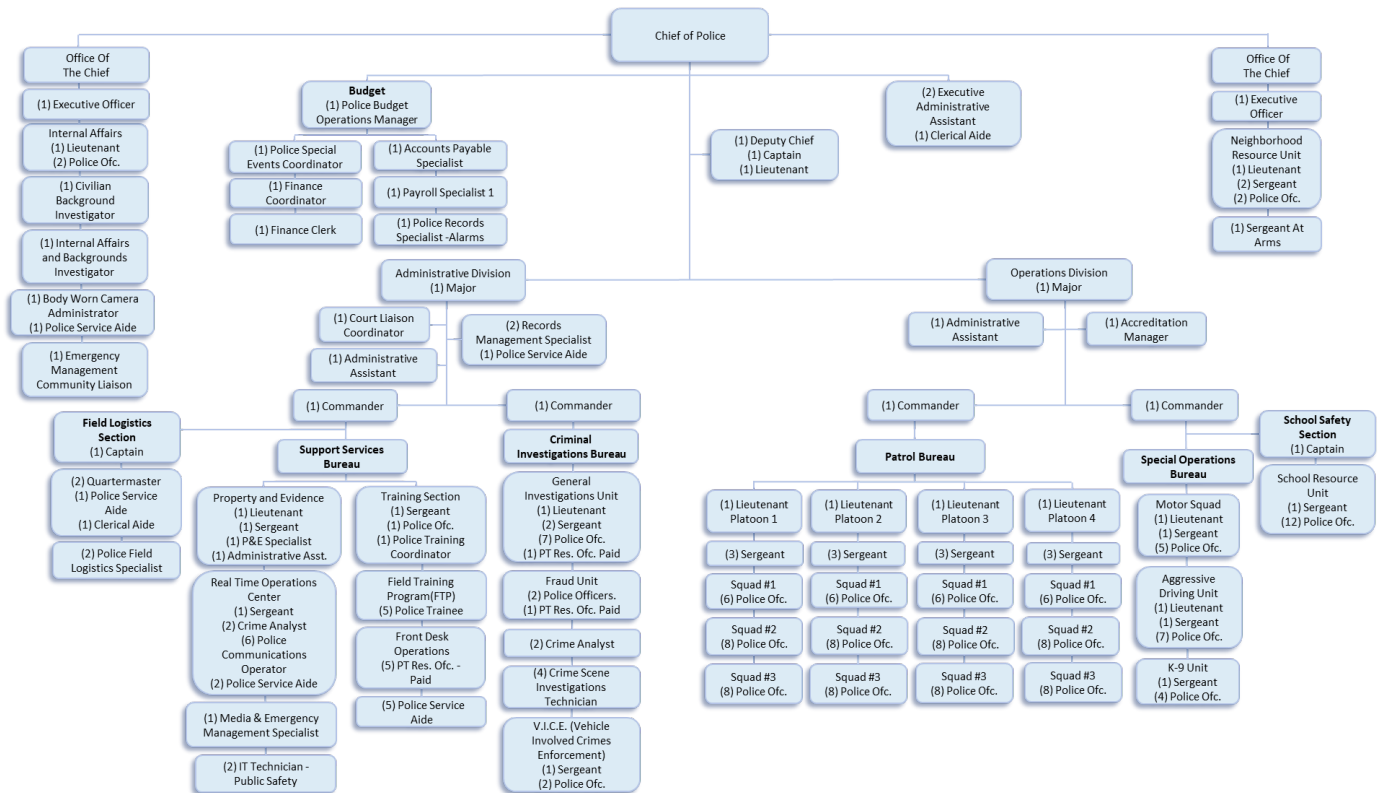 Chief of Police
Office Of
The Chief
(1) Executive Officer
Internal Affairs
(1) Lieutenant
(2) Police Ofc.
(1) Civilian
Background
Investigator
(1) Internal Affairs
and Backgrounds
Investigator
(1) Body Worn Camera
Administrator
(1) Police Service Aide
(1) Emergency
Management
Community Liaison
Budget
(1) Police Budget
Operations Manager
(1) Police Special
Events Coordinator
(1) Finance
Coordinator
(1) Finance Clerk
(1) Accounts Payable
Specialist
(1) Payroll Specialist 1
(1) Police Records
Specialist -Alarms
(1) Deputy Chief
(1) Captain
(1) Lieutenant
(2) Executive
Administrative
Assistant
(1) Clerical Aide
Office Of
The Chief
(1) Executive
Officer
Neighborhood
Resource Unit
(1) Lieutenant
(2) Sergeant
(2) Police Ofc.
(1) Sergeant At
Arms
Administrative Division
(1) Major
(1) Court Liaison
Coordinator
(1) Administrative
Assistant
(2) Records
Management Specialist
(1) Police Service Aide
Operations Division
(1) Major
(1) Administrative
Assistant
(1) Accreditation
Manager
(1) Commander
Field Logistics
Section
(1) Captain
(2) Quartermaster
(1) Police Service
Aide
(1) Clerical Aide
(2) Police Field
Logistics Specialist
Support Services
Bureau
Property and Evidence
(1) Lieutenant
(1) Sergeant
(1) P&E Specialist
(1) Administrative Asst.
Real Time Operations
Center
(1) Sergeant
(2) Crime Analyst
(6) Police
Communications
Operator
(2) Police Service Aide
(1) Media & Emergency
Management Specialist
(2) IT Technician -
Public Safety
Training Section
(1) Sergeant
(1) Police Ofc.
(1) Police Training
Coordinator
Field Training
Program(FTP)
(5) Police Trainee
Front Desk
Operations
(5) PT Res. Ofc. -
Paid
(5) Police Service
Aide
(1) Commander
Criminal
Investigations Bureau
General
Investigations Unit
(1) Lieutenant
(2) Sergeant
(7) Police Ofc.
(1) PT Res. Ofc. Paid
Fraud Unit
(2) Police Officers.
(1) PT Res. Ofc. Paid
(2) Crime Analyst
(4) Crime Scene
Investigations
Technician
V.I.C.E. (Vehicle
Involved Crimes
Enforcement)
(1) Sergeant
(2) Police Ofc.
(1) Commander
Patrol Bureau
(1) Lieutenant
Platoon 1
(3) Sergeant
Squad #1
(6) Police Ofc.
Squad #2
(8) Police Ofc.
Squad #3
(8) Police Ofc.
(1) Lieutenant
Platoon 2
(3) Sergeant
Squad #1
(6) Police Ofc.
Squad #2
(8) Police Ofc.
Squad #3
(8) Police Ofc.
(1) Lieutenant
Platoon 3
(3) Sergeant
Squad #1
(6) Police Ofc.
Squad #2
(8) Police Ofc.
Squad #3
(8) Police Ofc.
(1) Lieutenant
Platoon 4
(3) Sergeant
Squad #1
(6) Police Ofc.
Squad #2
(8) Police Ofc.
Squad #3
(8) Police Ofc.
(1) Commander
Special Operations
Bureau
Motor Squad
(1) Lieutenant
(1) Sergeant
(5) Police Ofc.
Aggressive
Driving Unit
(1) Lieutenant
(1) Sergeant
(7) Police Ofc.
K-9 Unit
(1) Sergeant
(4) Police Ofc.
School Safety
Section
(1) Captain
School Resource
Unit
(1) Sergeant
(12) Police Ofc.